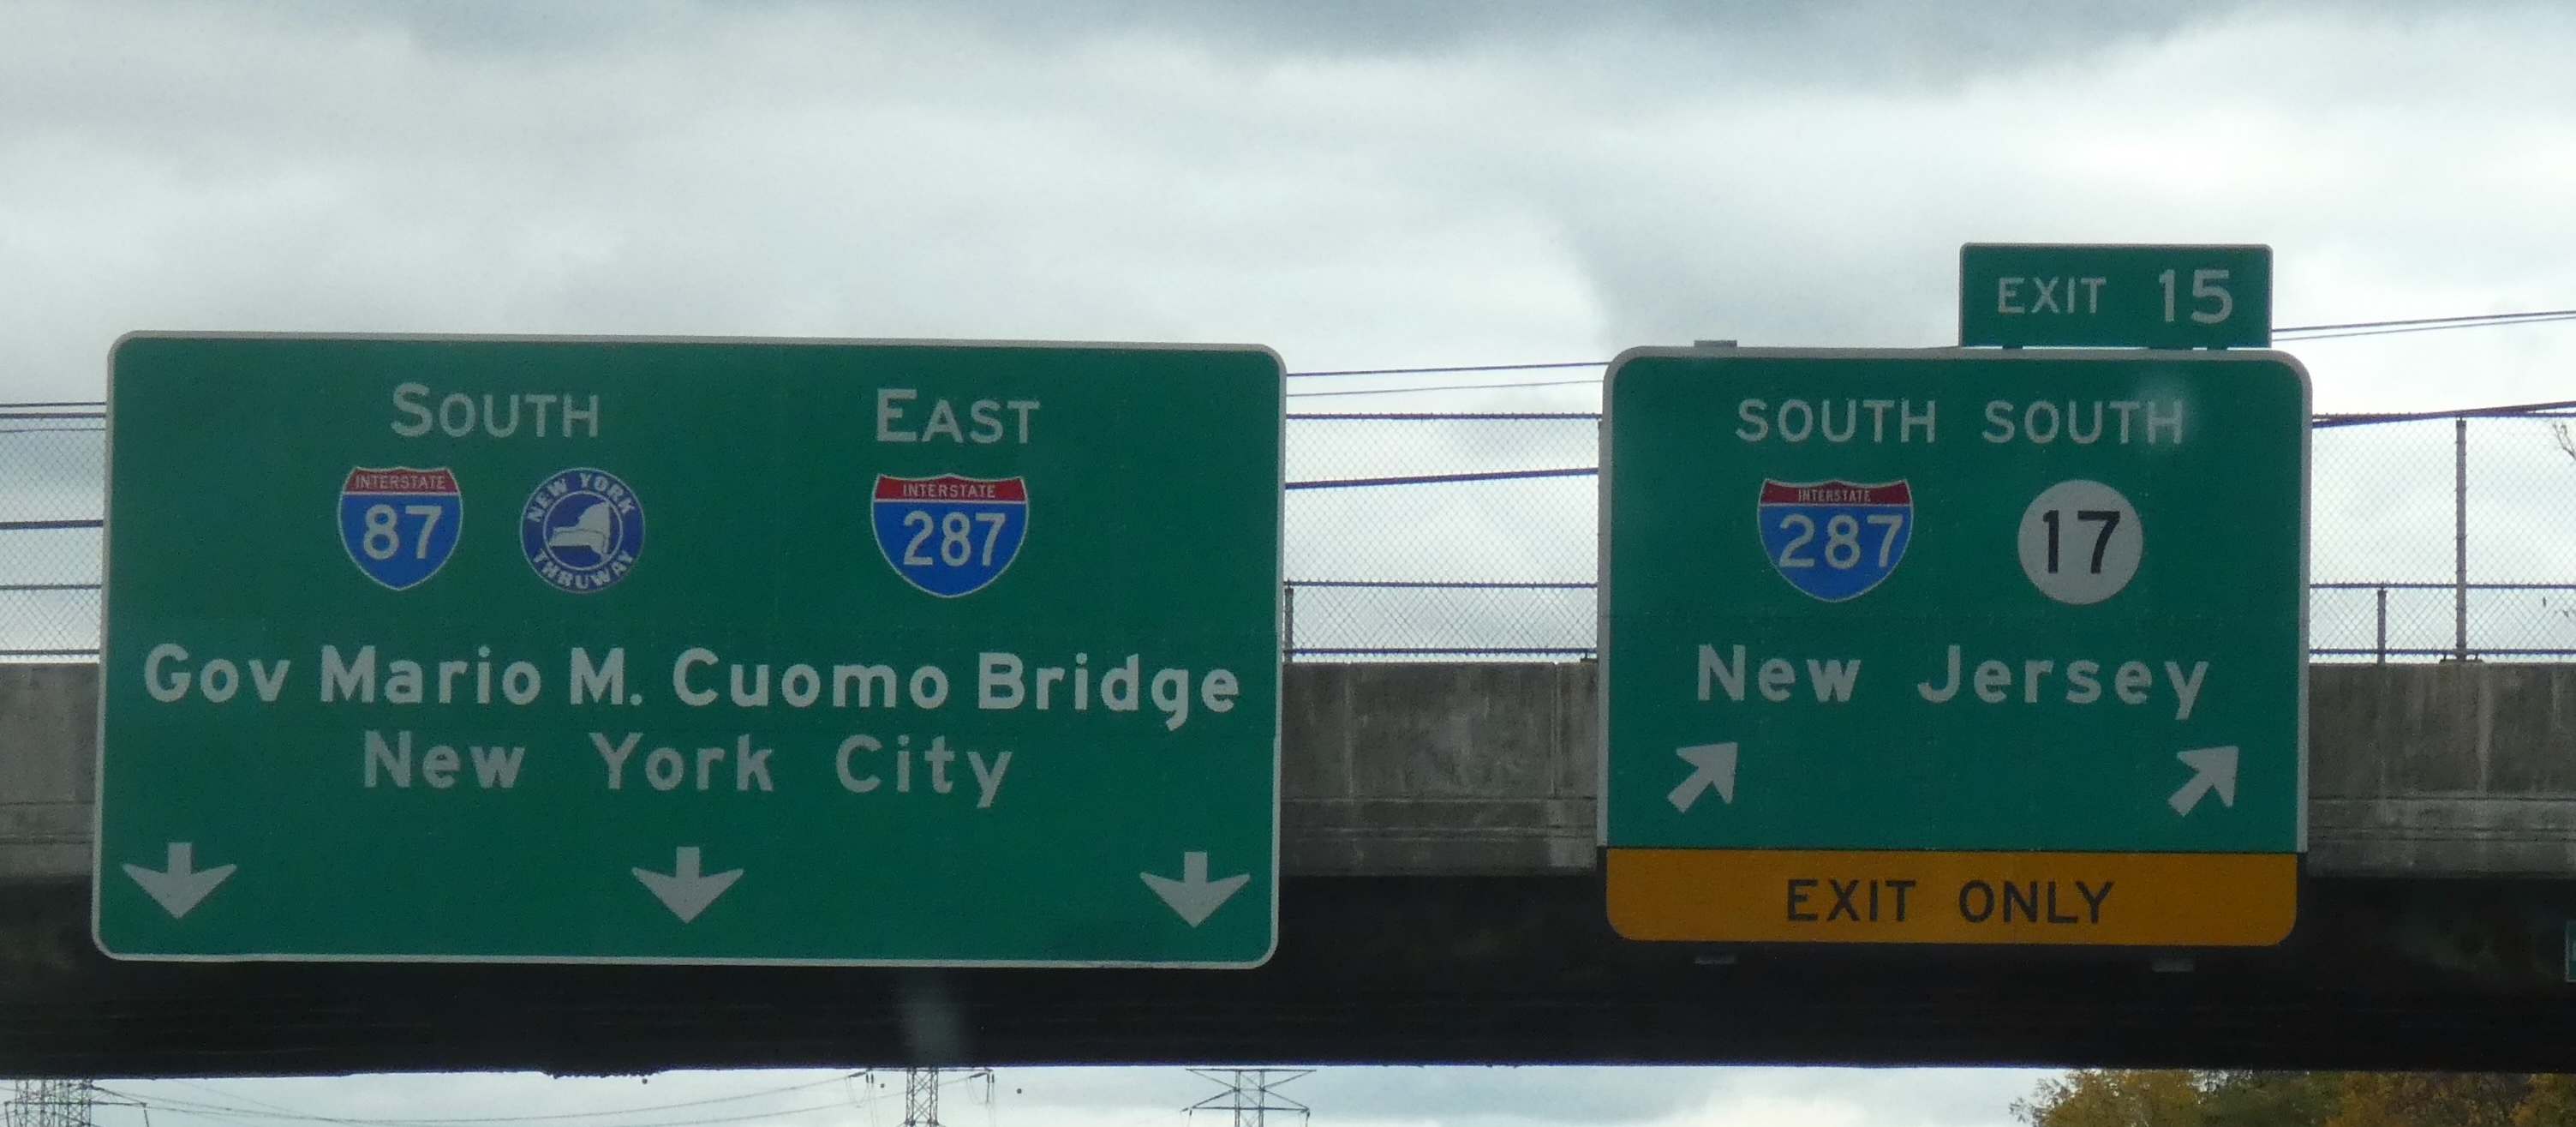 SOUTH EAST
INTERSTATE 87
NEW YORK THRUWAY
INTERSTATE 287
Gov Mario M. Cuomo Bridge
New York City
EXIT 15
SOUTH SOUTH
INTERSTATE 287
17
New Jersey
EXIT ONLY